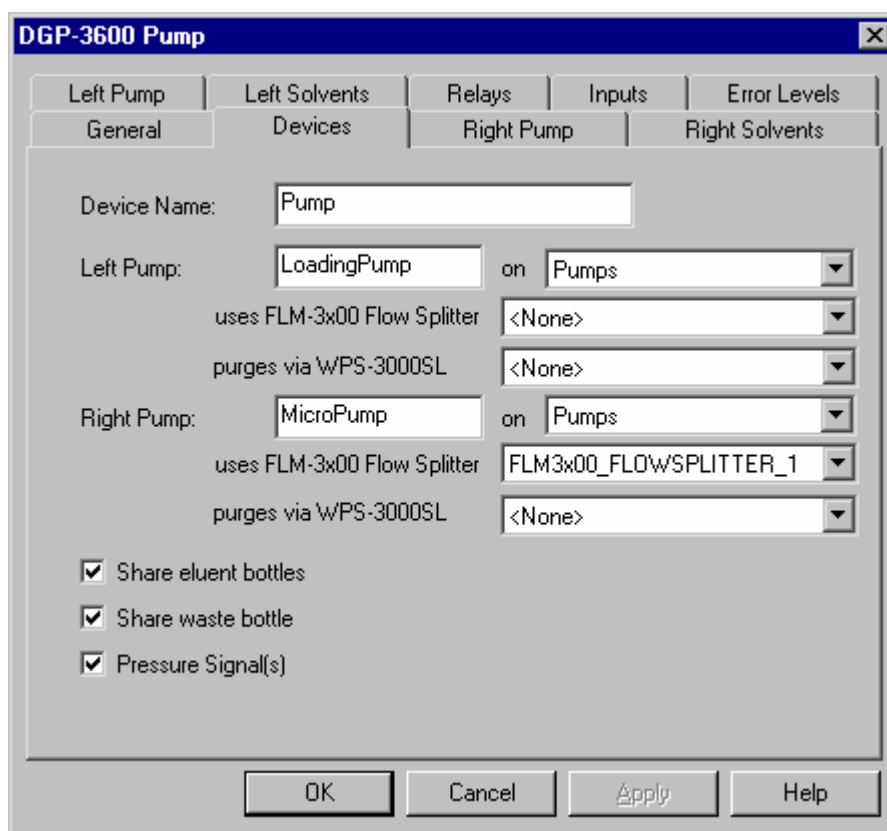 DGP-3600 Pump
Left Pump Left Solvents Relays Inputs Error Levels
General Devices Right Pump Right Solvents
Device Name: Pump
Left Pump: LoadingPump on Pumps
uses FLM-3x00 Flow Splitter <None>
purges via WPS-3000SL <None>
Right Pump: MicroPump on Pumps
uses FLM-3x00 Flow Splitter FLM3x00_FLOWSPLITTER_1
purges via WPS-3000SL <None>
Share eluent bottles
Share waste bottle
Pressure Signal(s)
OK Cancel Apply Help